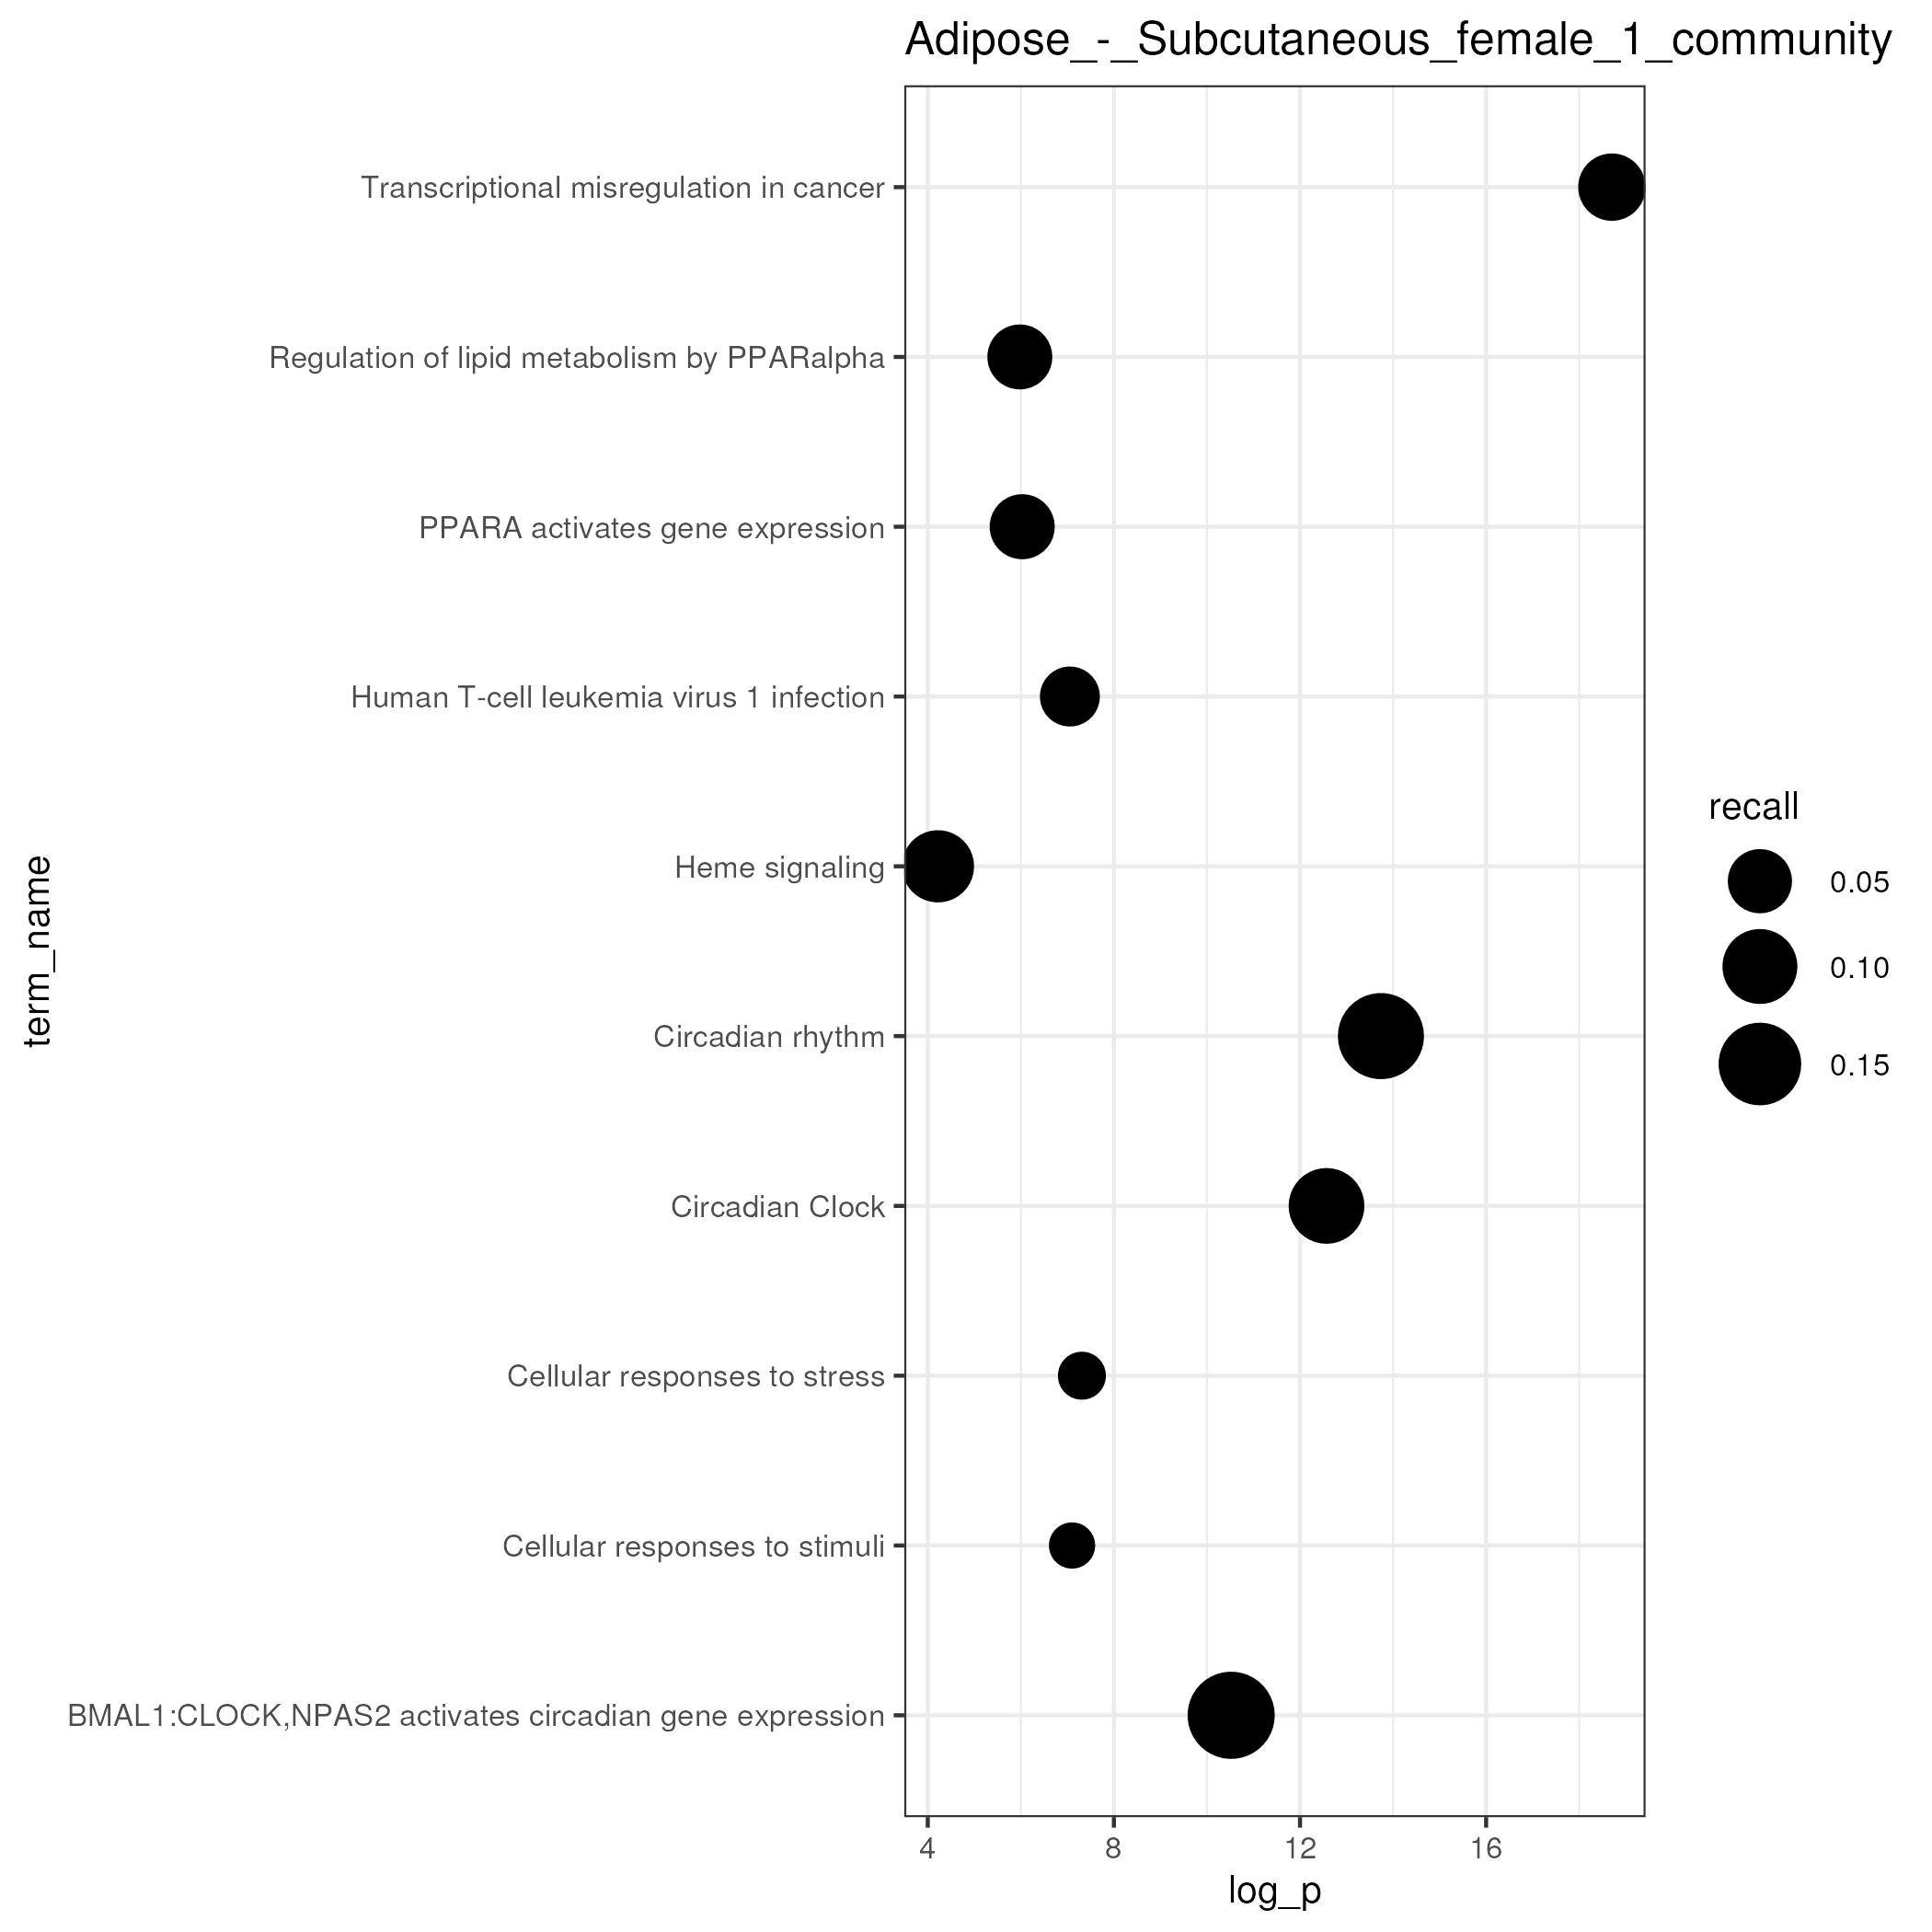 Adipose_-_Subcutaneous_female_1_community
Transcriptional misregulation in cancer
Regulation of lipid metabolism by PPARalpha
PPARA activates gene expression
Human T-cell leukemia virus 1 infection
Heme signaling
Circadian rhythm
Circadian Clock
Cellular responses to stress
Cellular responses to stimuli
BMAL1:CLOCK,NPAS2 activates circadian gene expression
term_name
4 8 12 16
log_p
recall
0.05
0.10
0.15